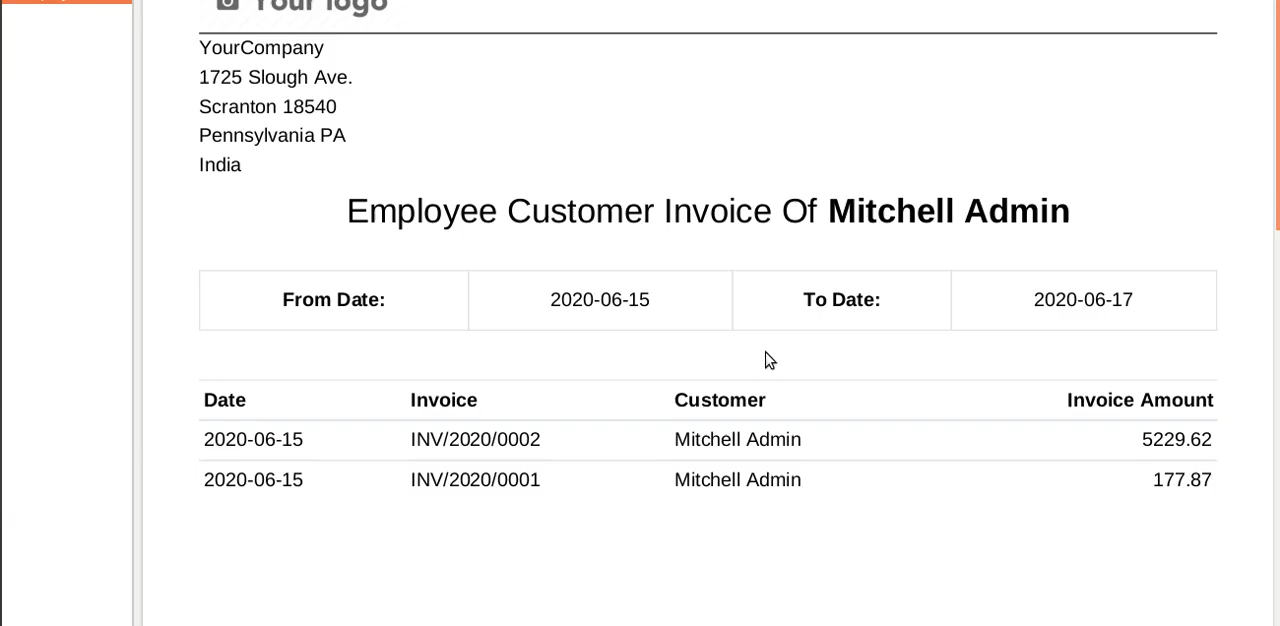 Your logo
YourCompany
1725 Slough Ave.
Scranton 18540
Pennsylvania PA
India
Employee Customer Invoice Of Mitchell Admin
From Date: 2020-06-15 To Date: 2020-06-17
Date Invoice Customer Invoice Amount
2020-06-15 INV/2020/0002 Mitchell Admin 5229.62
2020-06-15 INV/2020/0001 Mitchell Admin 177.87